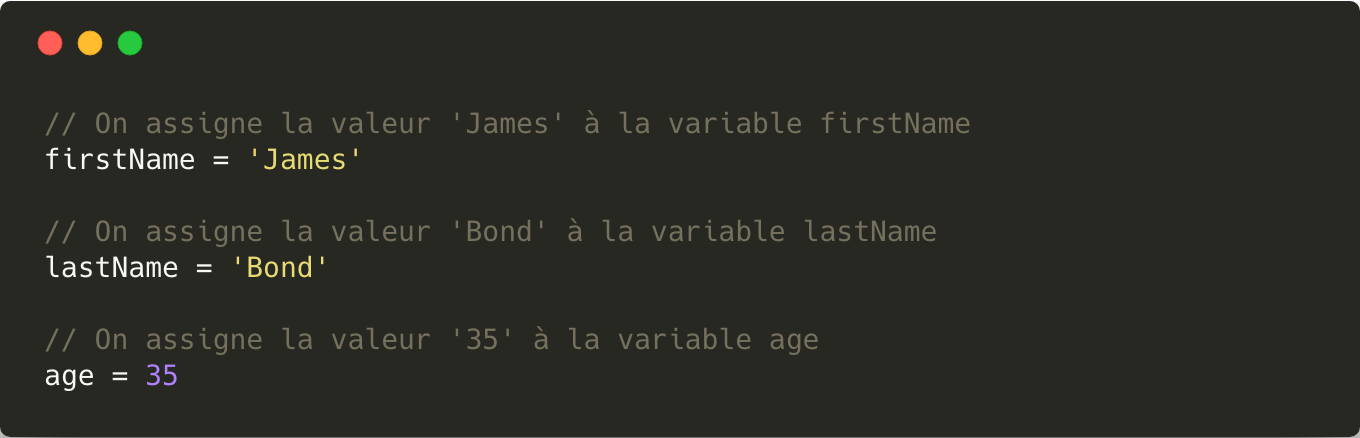 // On assigne la valeur 'James' à la variable firstName
firstName = 'James'
// On assigne la valeur 'Bond' à la variable lastName
lastName = 'Bond'
// On assigne la valeur '35' à la variable age
age = 35